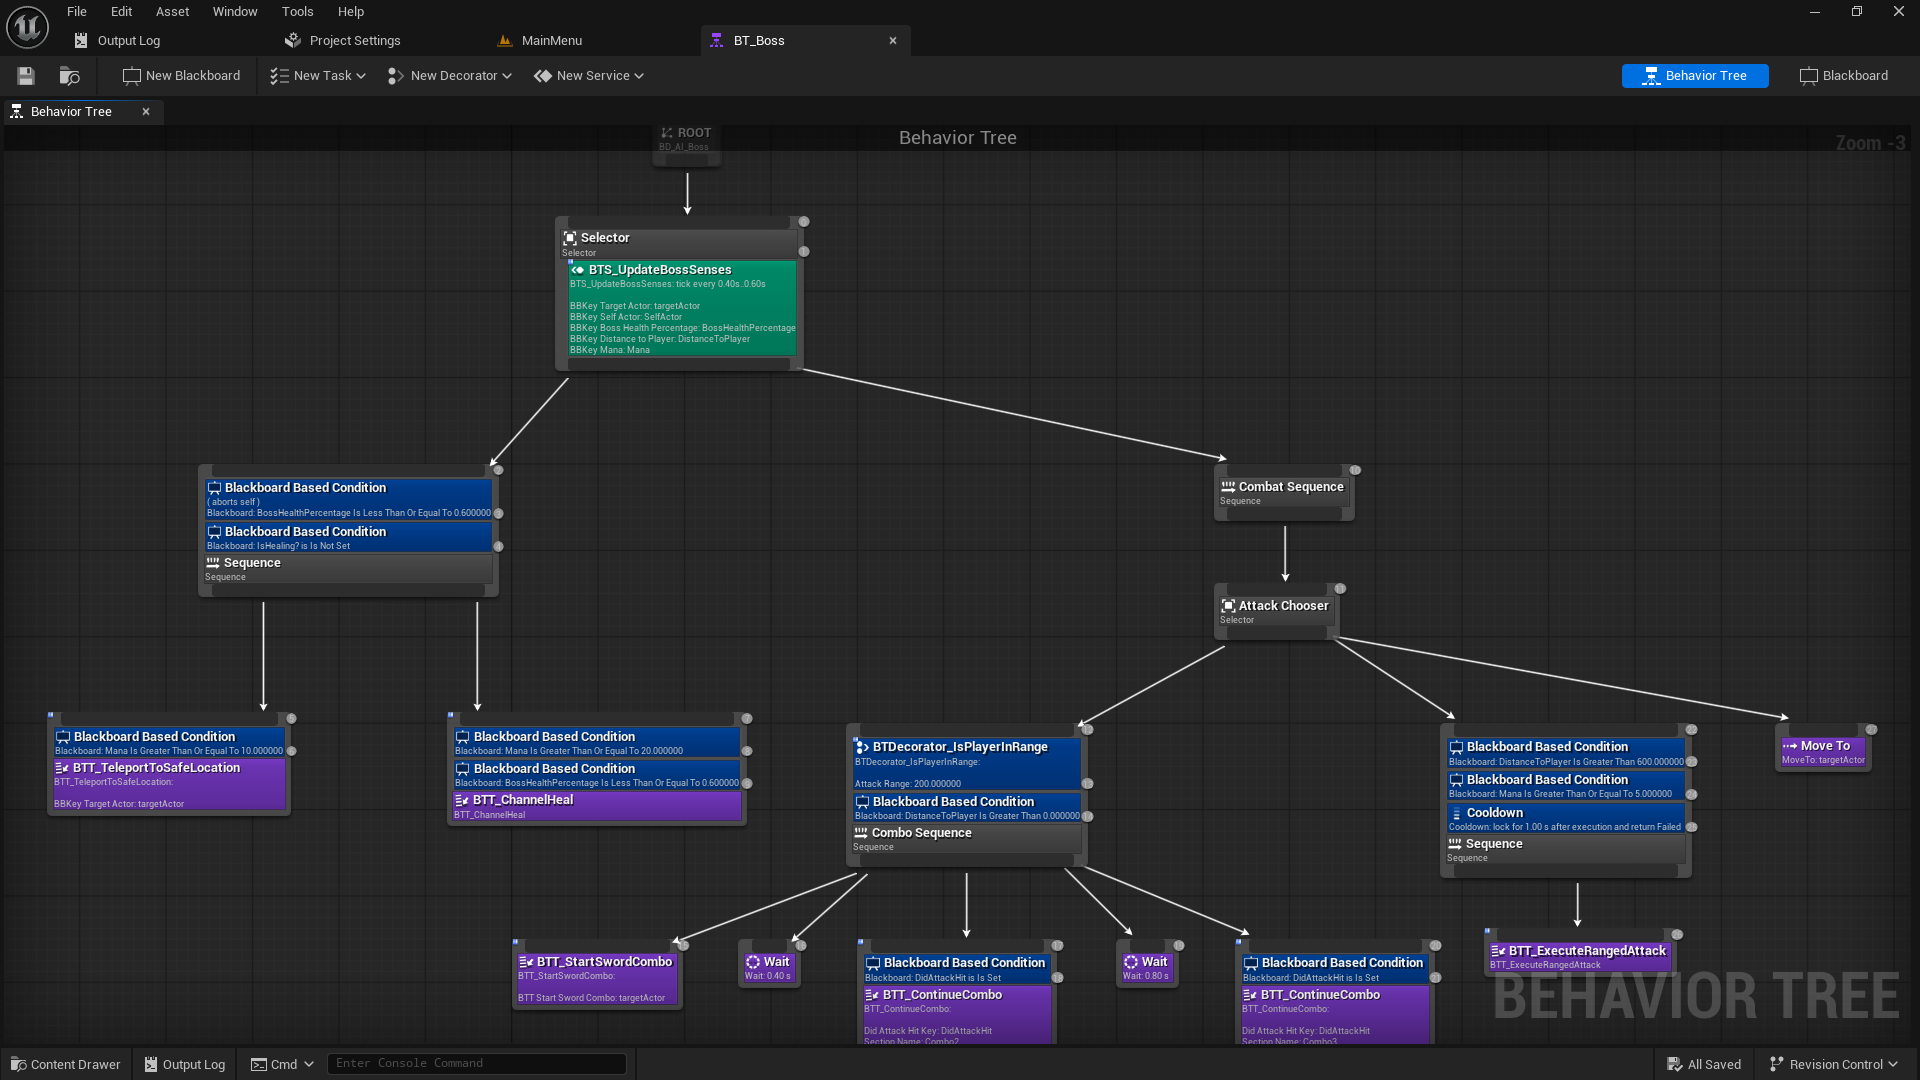 File Edit Asset Window Tools Help
Output Log
Project Settings
MainMenu
BT_Boss
New Blackboard
New Task
New Decorator
New Service
Behavior Tree
Blackboard
Behavior Tree
Behavior Tree
Zoom -3
ROOT
BD_AI_Boss
Selector
Selector
BTS_UpdateBossSenses
BTS_UpdateBossSenses: tick every 0.40s..0.60s
BBKey Target Actor: targetActor
BBKey Self Actor: SelfActor
BBKey Boss Health Percentage: BossHealthPercentage
BBKey Distance to Player: DistanceToPlayer
BBKey Mana: Mana
Blackboard Based Condition
( aborts self )
Blackboard: BossHealthPercentage Is Less Than Or Equal To 0.600000
Blackboard Based Condition
Blackboard: IsHealing? is Is Not Set
Sequence
Sequence
Combat Sequence
Sequence
Attack Chooser
Selector
Blackboard Based Condition
Blackboard: Mana Is Greater Than Or Equal To 10.000000
BTT_TeleportToSafeLocation
BTT_TeleportToSafeLocation:
BBKey Target Actor: targetActor
Blackboard Based Condition
Blackboard: Mana Is Greater Than Or Equal To 20.000000
Blackboard Based Condition
Blackboard: BossHealthPercentage Is Less Than Or Equal To 0.600000
BTT_ChannelHeal
BTT_ChannelHeal
BTDecorator_IsPlayerInRange
BTDecorator_IsPlayerInRange:
Attack Range: 200.000000
Blackboard Based Condition
Blackboard: DistanceToPlayer Is Greater Than 0.000000
Combo Sequence
Sequence
Blackboard Based Condition
Blackboard: DistanceToPlayer Is Greater Than 600.000000
Blackboard Based Condition
Blackboard: Mana Is Greater Than Or Equal To 5.000000
Cooldown
Cooldown: lock for 1.00 s after execution and return Failed
Sequence
Sequence
Move To
MoveTo: targetActor
BTT_StartSwordCombo
BTT_StartSwordCombo:
BTT Start Sword Combo: targetActor
Wait
Wait: 0.40 s
Blackboard Based Condition
Blackboard: DidAttackHit is Is Set
BTT_ContinueCombo
BTT_ContinueCombo:
Did Attack Hit Key: DidAttackHit
Section Name: Combo2
Wait
Wait: 0.80 s
Blackboard Based Condition
Blackboard: DidAttackHit is Is Set
BTT_ContinueCombo
BTT_ContinueCombo:
Did Attack Hit Key: DidAttackHit
Section Name: Combo3
BTT_ExecuteRangedAttack
BTT_ExecuteRangedAttack
BEHAVIOR TREE
Content Drawer
Output Log
Cmd
Enter Console Command
All Saved
Revision Control